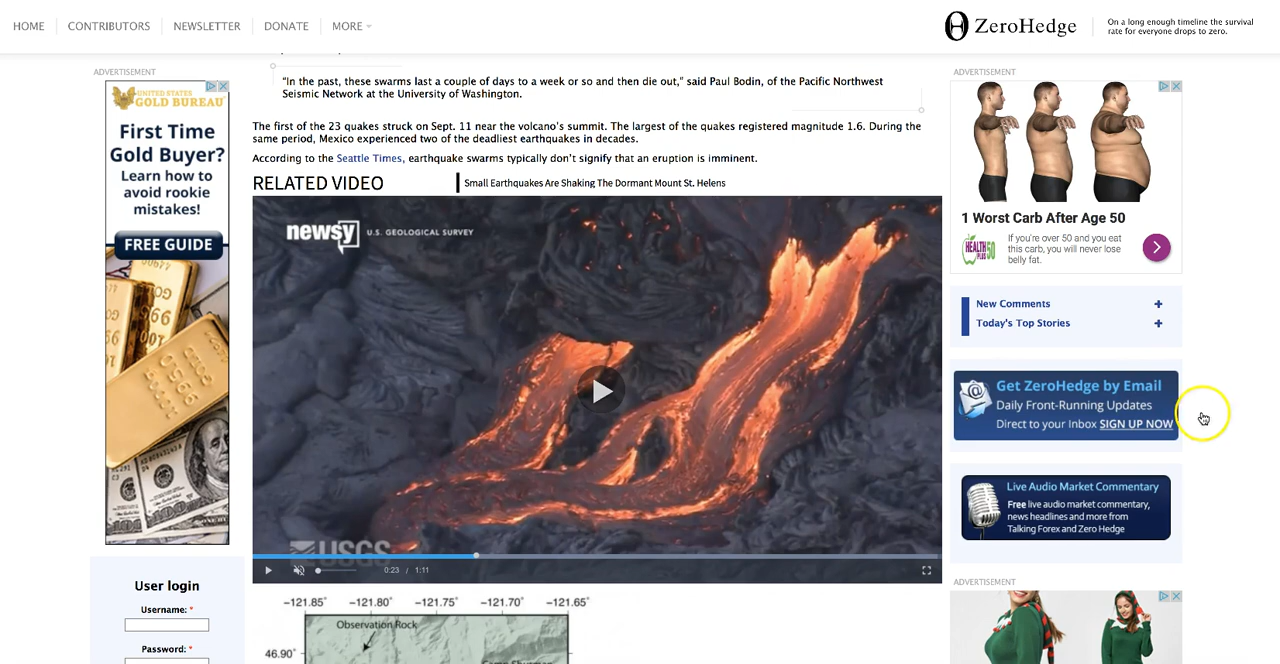 HOME
CONTRIBUTORS
NEWSLETTER
DONATE
MORE
ZeroHedge
On a long enough timeline the survival
rate for everyone drops to zero.
ADVERTISEMENT
UNITED STATES
GOLD BUREAU
First Time
Gold Buyer?
Learn how to
avoid rookie
mistakes!
FREE GUIDE
User login
Username: *
Password: *
"In the past, these swarms last a couple of days to a week or so and then die out," said Paul Bodin, of the Pacific Northwest
Seismic Network at the University of Washington.
The first of the 23 quakes struck on Sept. 11 near the volcano's summit. The largest of the quakes registered magnitude 1.6. During the
same period, Mexico experienced two of the deadliest earthquakes in decades.
According to the Seattle Times, earthquake swarms typically don't signify that an eruption is imminent.
RELATED VIDEO
Small Earthquakes Are Shaking The Dormant Mount St. Helens
newsy
U.S. GEOLOGICAL SURVEY
USGS
0:23 / 1:11
-121.85° -121.80° -121.75° -121.70° -121.65°
Observation Rock
46.90°
ADVERTISEMENT
1 Worst Carb After Age 50
HEALTH PLUS 50
If you're over 50 and you eat
this carb, you will never lose
belly fat.
New Comments +
Today's Top Stories +
Get ZeroHedge by Email
Daily Front-Running Updates
Direct to your Inbox SIGN UP NOW
Live Audio Market Commentary
Free live audio market commentary,
news headlines and more from
Talking Forex and Zero Hedge
ADVERTISEMENT